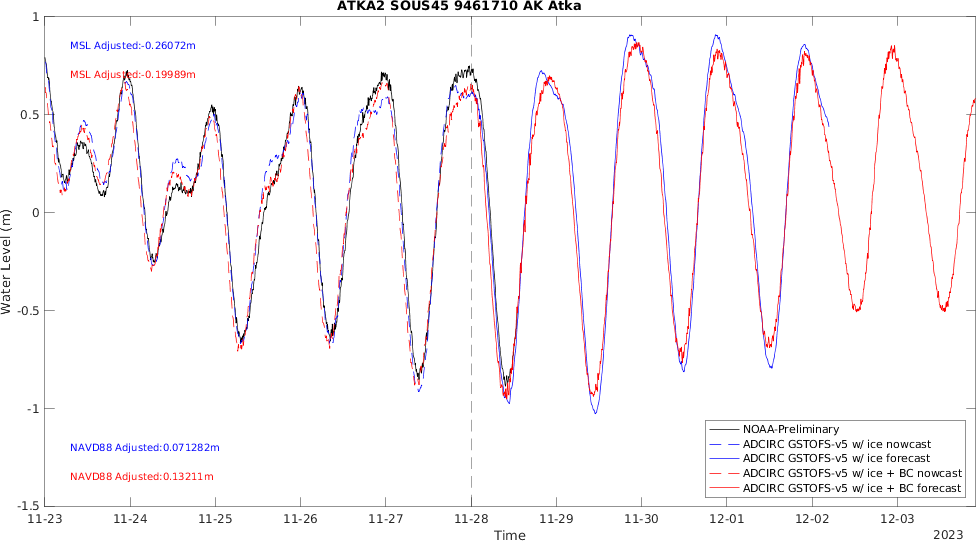 ATKA2 SOUS45 9461710 AK Atka
MSL Adjusted:-0.26072m
MSL Adjusted:-0.19989m
1
0.5
0
-0.5
-1
-1.5
Water Level (m)
NAVD88 Adjusted:0.071282m
NAVD88 Adjusted:0.13211m
NOAA-Preliminary
ADCIRC GSTOFS-v5 w/ ice nowcast
ADCIRC GSTOFS-v5 w/ ice forecast
ADCIRC GSTOFS-v5 w/ ice + BC nowcast
ADCIRC GSTOFS-v5 w/ ice + BC forecast
11-23 11-24 11-25 11-26 11-27 11-28 11-29 11-30 12-01 12-02 12-03
Time
2023